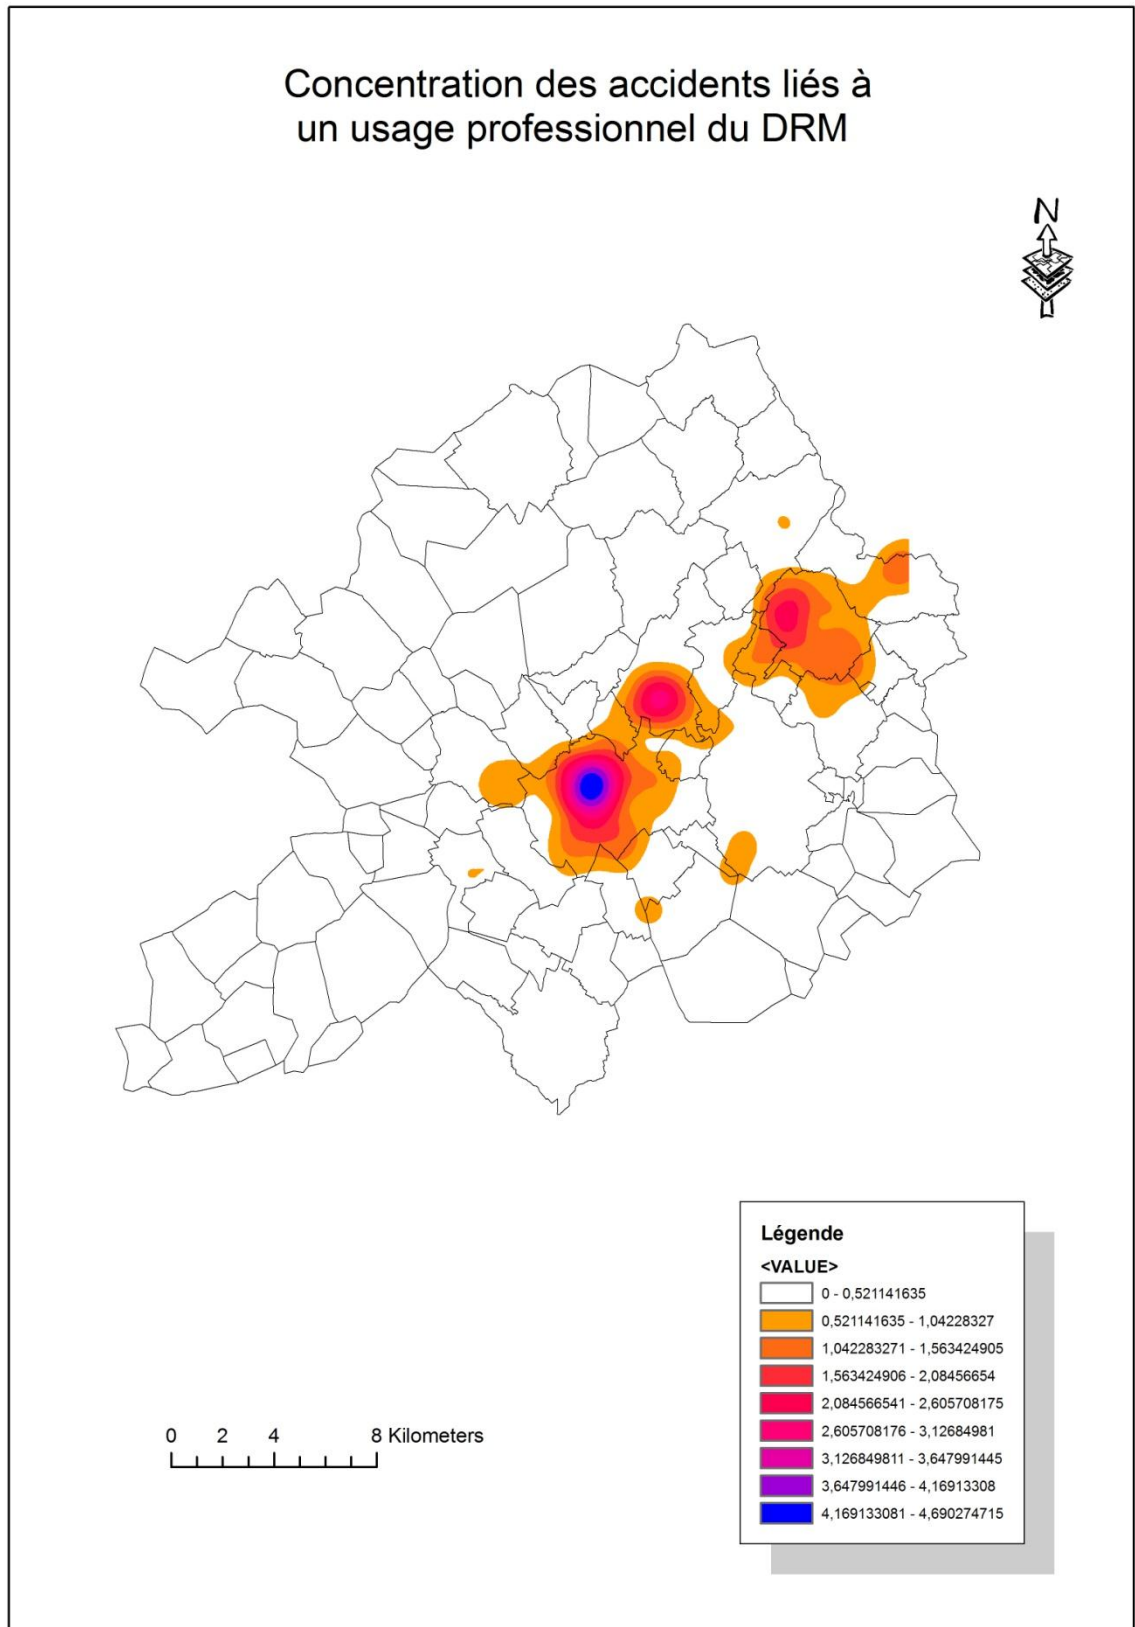 Concentration des accidents liés à
un usage professionnel du DRM
N
Légende
<VALUE>
0 - 0,521141635
0,521141635 - 1,04228327
1,042283271 - 1,563424905
1,563424906 - 2,08456654
2,084566541 - 2,605708175
2,605708176 - 3,12684981
3,126849811 - 3,647991445
3,647991446 - 4,16913308
4,169133081 - 4,690274715
0 2 4 8 Kilometers